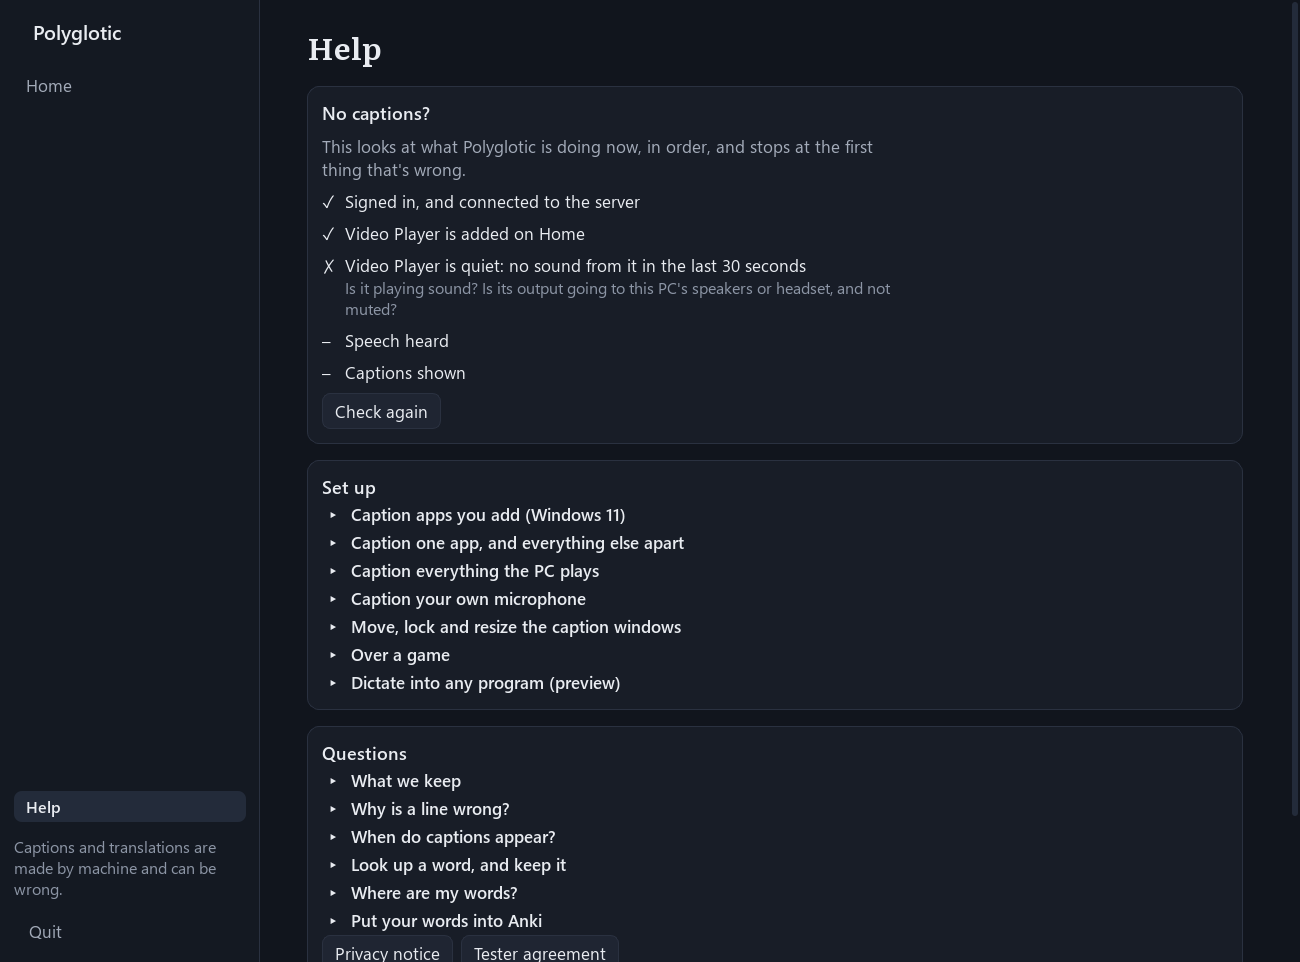 Polyglotic
Home
Help
No captions?
This looks at what Polyglotic is doing now, in order, and stops at the first
thing that's wrong.
✓ Signed in, and connected to the server
✓ Video Player is added on Home
✗ Video Player is quiet: no sound from it in the last 30 seconds
Is it playing sound? Is its output going to this PC's speakers or headset, and not
muted?
– Speech heard
– Captions shown
Check again
Set up
‣ Caption apps you add (Windows 11)
‣ Caption one app, and everything else apart
‣ Caption everything the PC plays
‣ Caption your own microphone
‣ Move, lock and resize the caption windows
‣ Over a game
‣ Dictate into any program (preview)
Questions
‣ What we keep
‣ Why is a line wrong?
‣ When do captions appear?
‣ Look up a word, and keep it
‣ Where are my words?
‣ Put your words into Anki
Privacy notice
Tester agreement
Help
Captions and translations are
made by machine and can be
wrong.
Quit